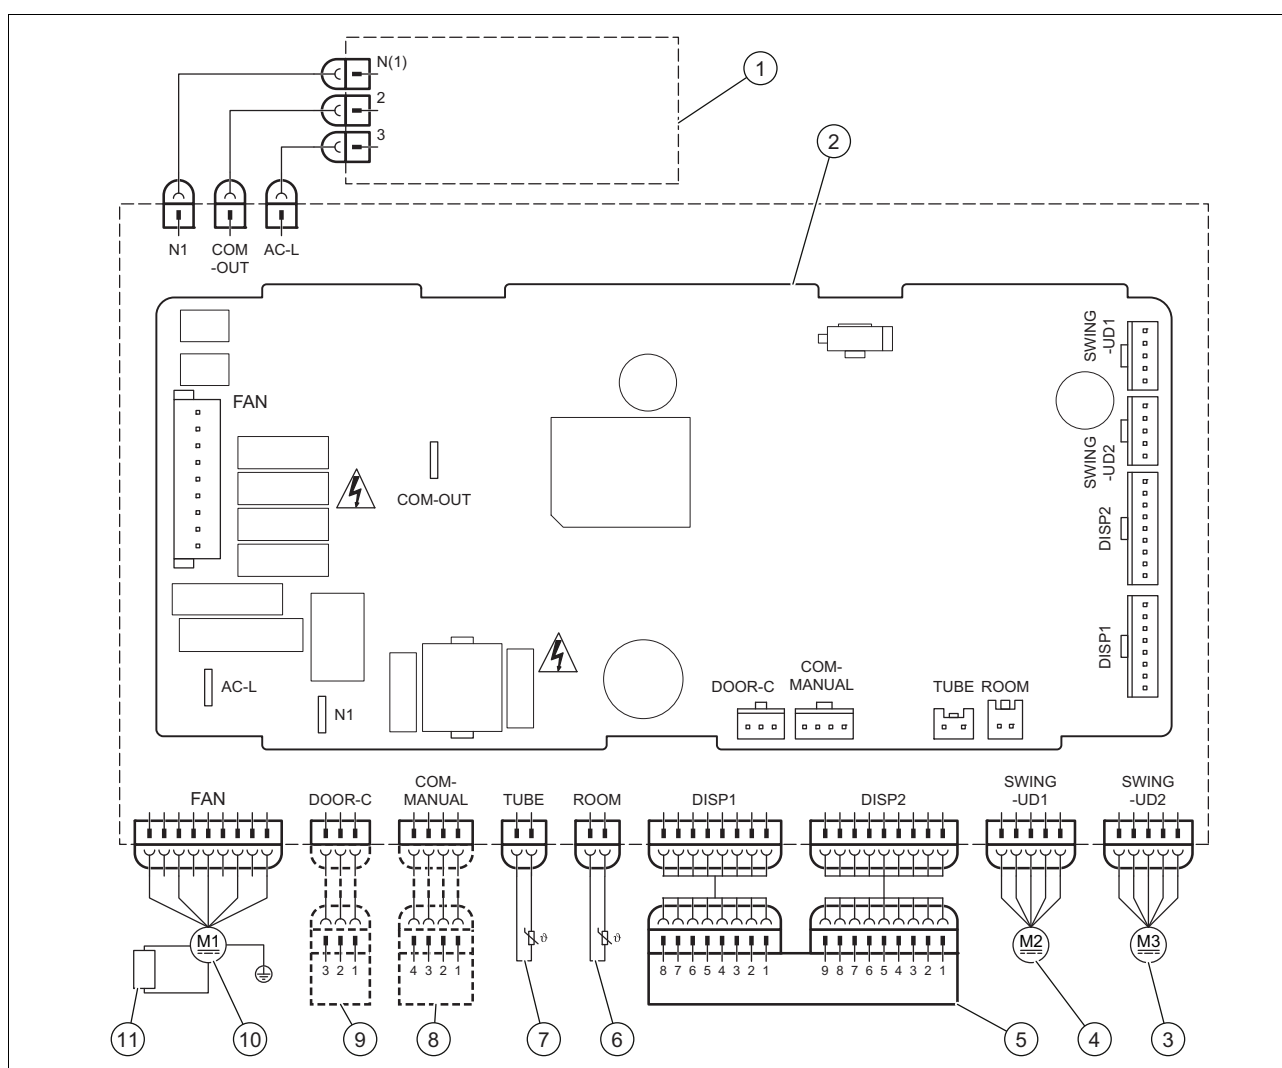 N(1)
1
2
3
2
N1
COM
-OUT
AC-L
SWING
-UD1
FAN
SWING
-UD2
COM-OUT
DISP2
DISP1
AC-L
N1
DOOR-C
COM-
MANUAL
TUBE
ROOM
FAN
DOOR-C
COM-
MANUAL
TUBE
ROOM
DISP1
DISP2
SWING
-UD1
SWING
-UD2
M1
ϑ
ϑ
M2
M3
3 2 1
4 3 2 1
8 7 6 5 4 3 2 1
9 8 7 6 5 4 3 2 1
11
10
9
8
7
6
5
4
3